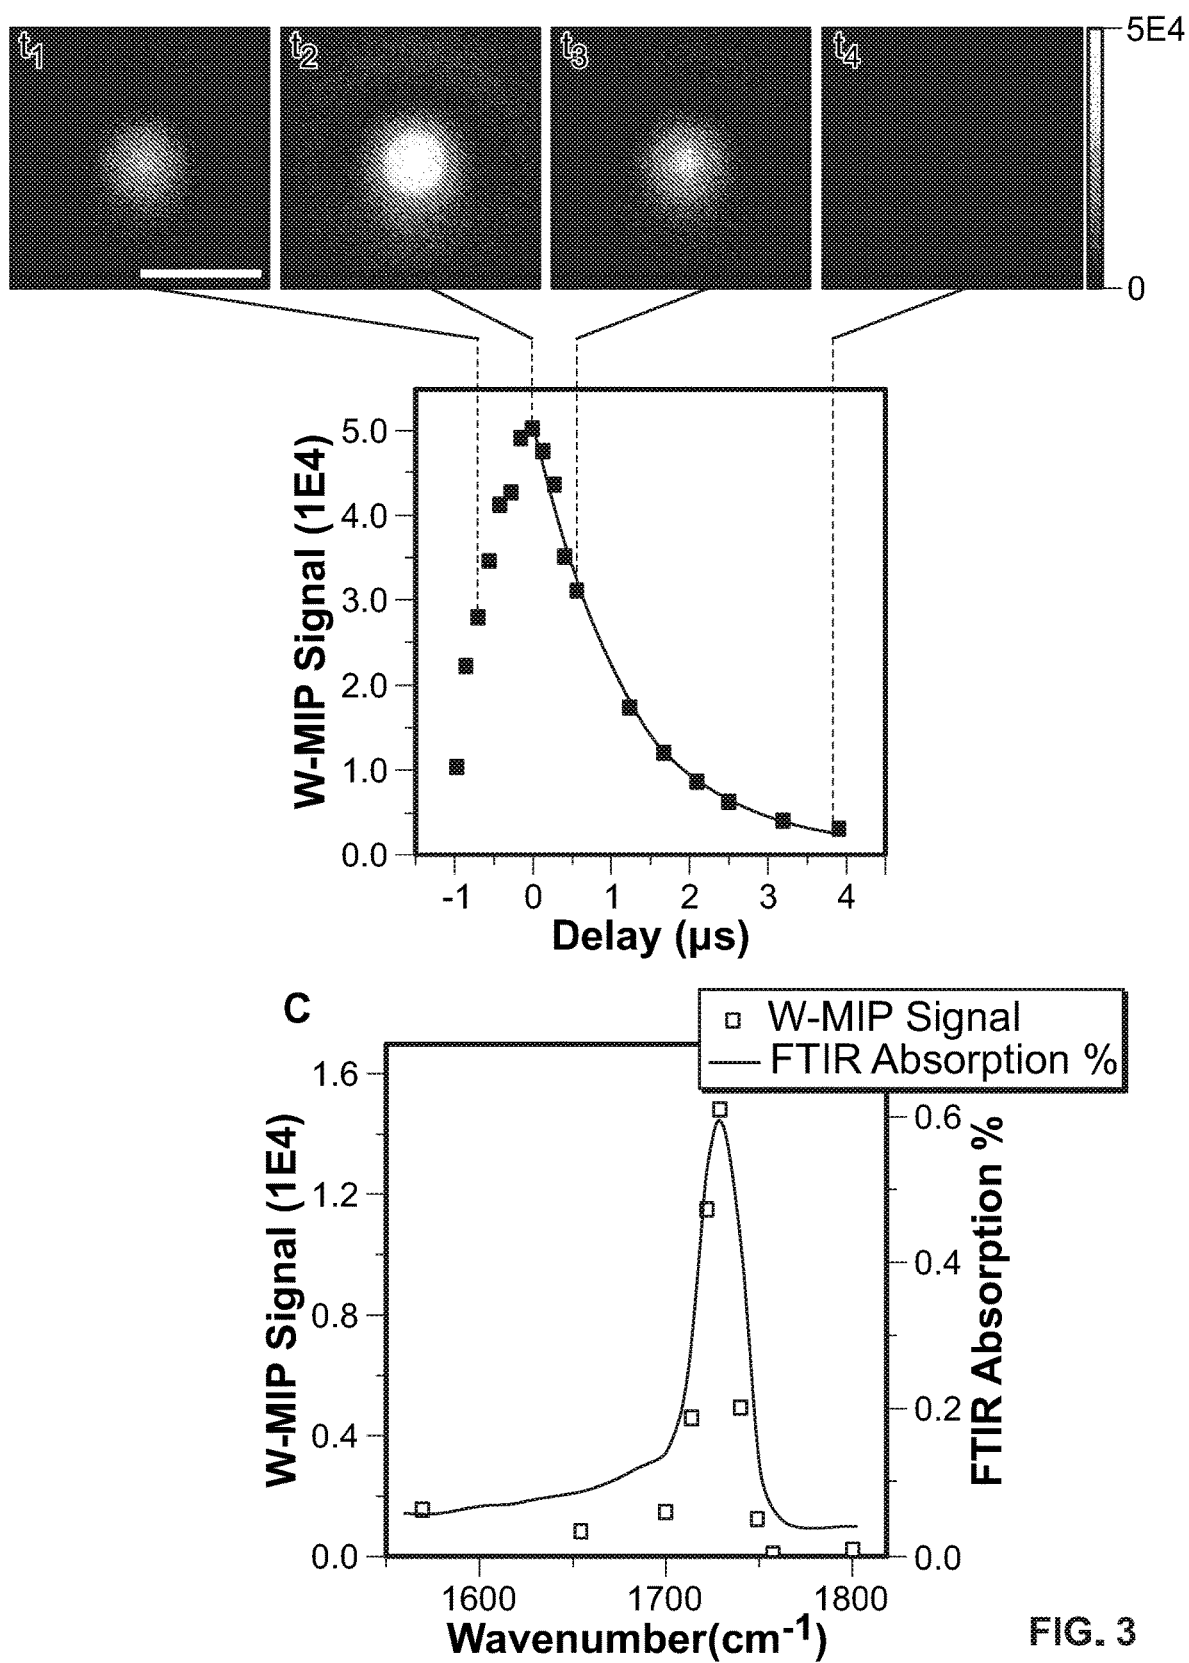 t1 t2 t3 t4 5E4
0
W-MIP Signal (1E4)
5.0
4.0
3.0
2.0
1.0
0.0
-1 0 1 2 3 4
Delay (µs)
C
W-MIP Signal
FTIR Absorption %
W-MIP Signal (1E4)
1.6
1.2
0.8
0.4
0.0
0.6
0.4
0.2
0.0
FTIR Absorption %
1600 1700 1800
Wavenumber(cm-1)
FIG. 3